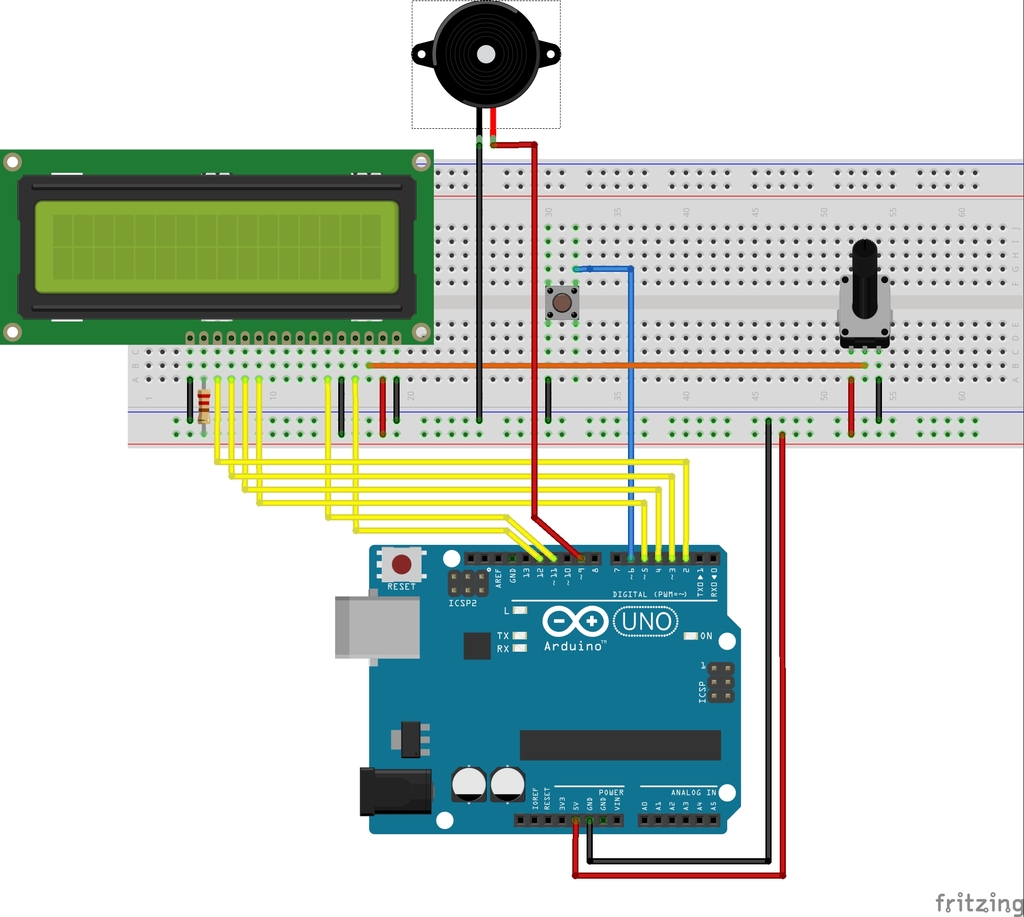 30 35 40 45 50 55 60
J
I
H
G
F
E
D
C
B
A
1 10 20 30 35 40 45 50 55 60
RESET
ICSP2
AREF
GND
13
12
~11
~10
~9
8
7
~6
~5
4
~3
2
TX0▶1
RX0◀0
DIGITAL (PWM=~)
L
TX
RX
Arduino™
UNO
ON
1
ICSP
IOREF
RESET
3V3
5V
GND
GND
VIN
POWER
ANALOG IN
A0
A1
A2
A3
A4
A5
fritzing